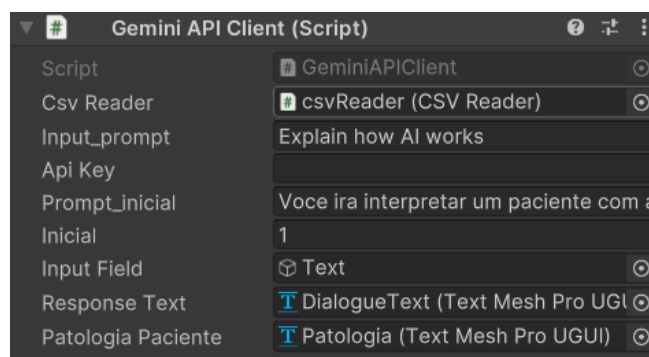 # Gemini API Client (Script)
Script # GeminiAPIClient
Csv Reader # csvReader (CSV Reader)
Input_prompt Explain how AI works
Api Key
Prompt_inicial Voce ira interpretar um paciente com a
Inicial 1
Input Field Text
Response Text T DialogueText (Text Mesh Pro UGU
Patologia Paciente T Patologia (Text Mesh Pro UGUI)